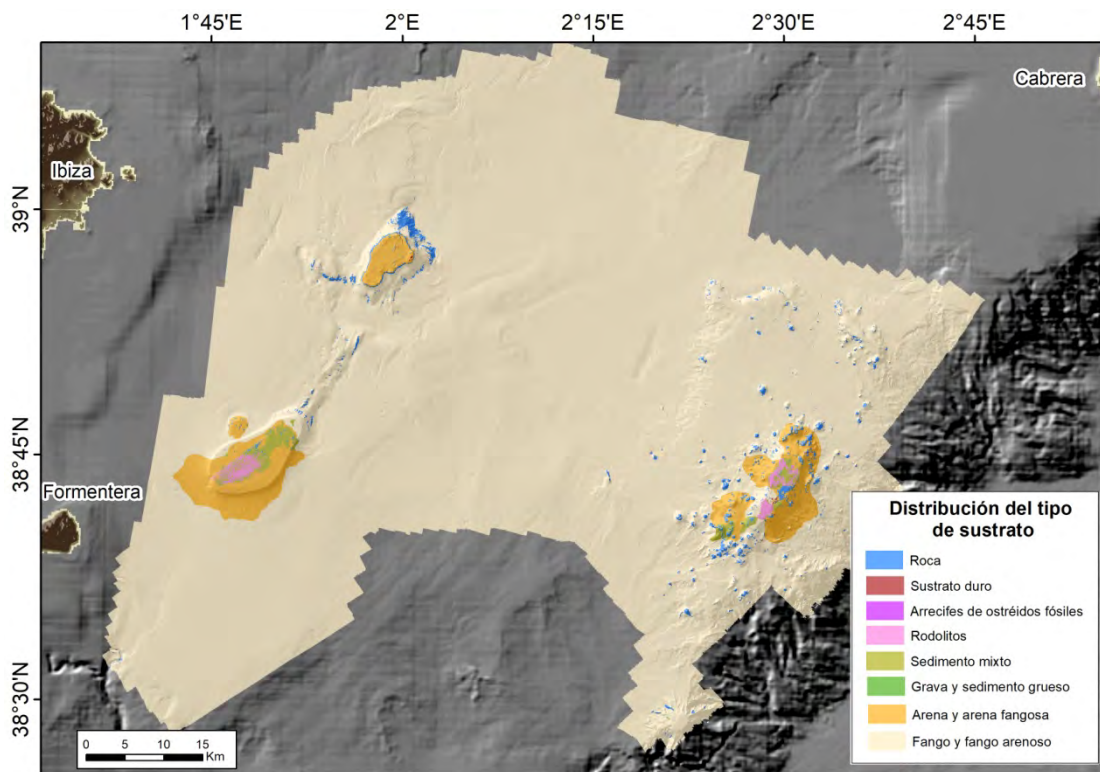 1°45'E
2°E
2°15'E
2°30'E
2°45'E
Cabrera
Ibiza
39°N
38°45'N
Formentera
38°30'N
Distribución del tipo
de sustrato
Roca
Sustrato duro
Arrecifes de ostréidos fósiles
Rodolitos
Sedimento mixto
Grava y sedimento grueso
Arena y arena fangosa
Fango y fango arenoso
0 5 10 15
Km